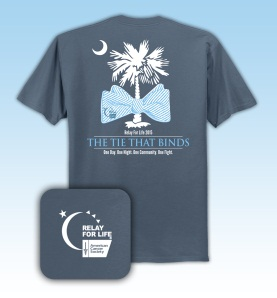 Relay For Life 2013
THE TIE THAT BINDS
One Day. One Night. One Community. One Fight.
RELAY
FOR LIFE
American
Cancer
Society